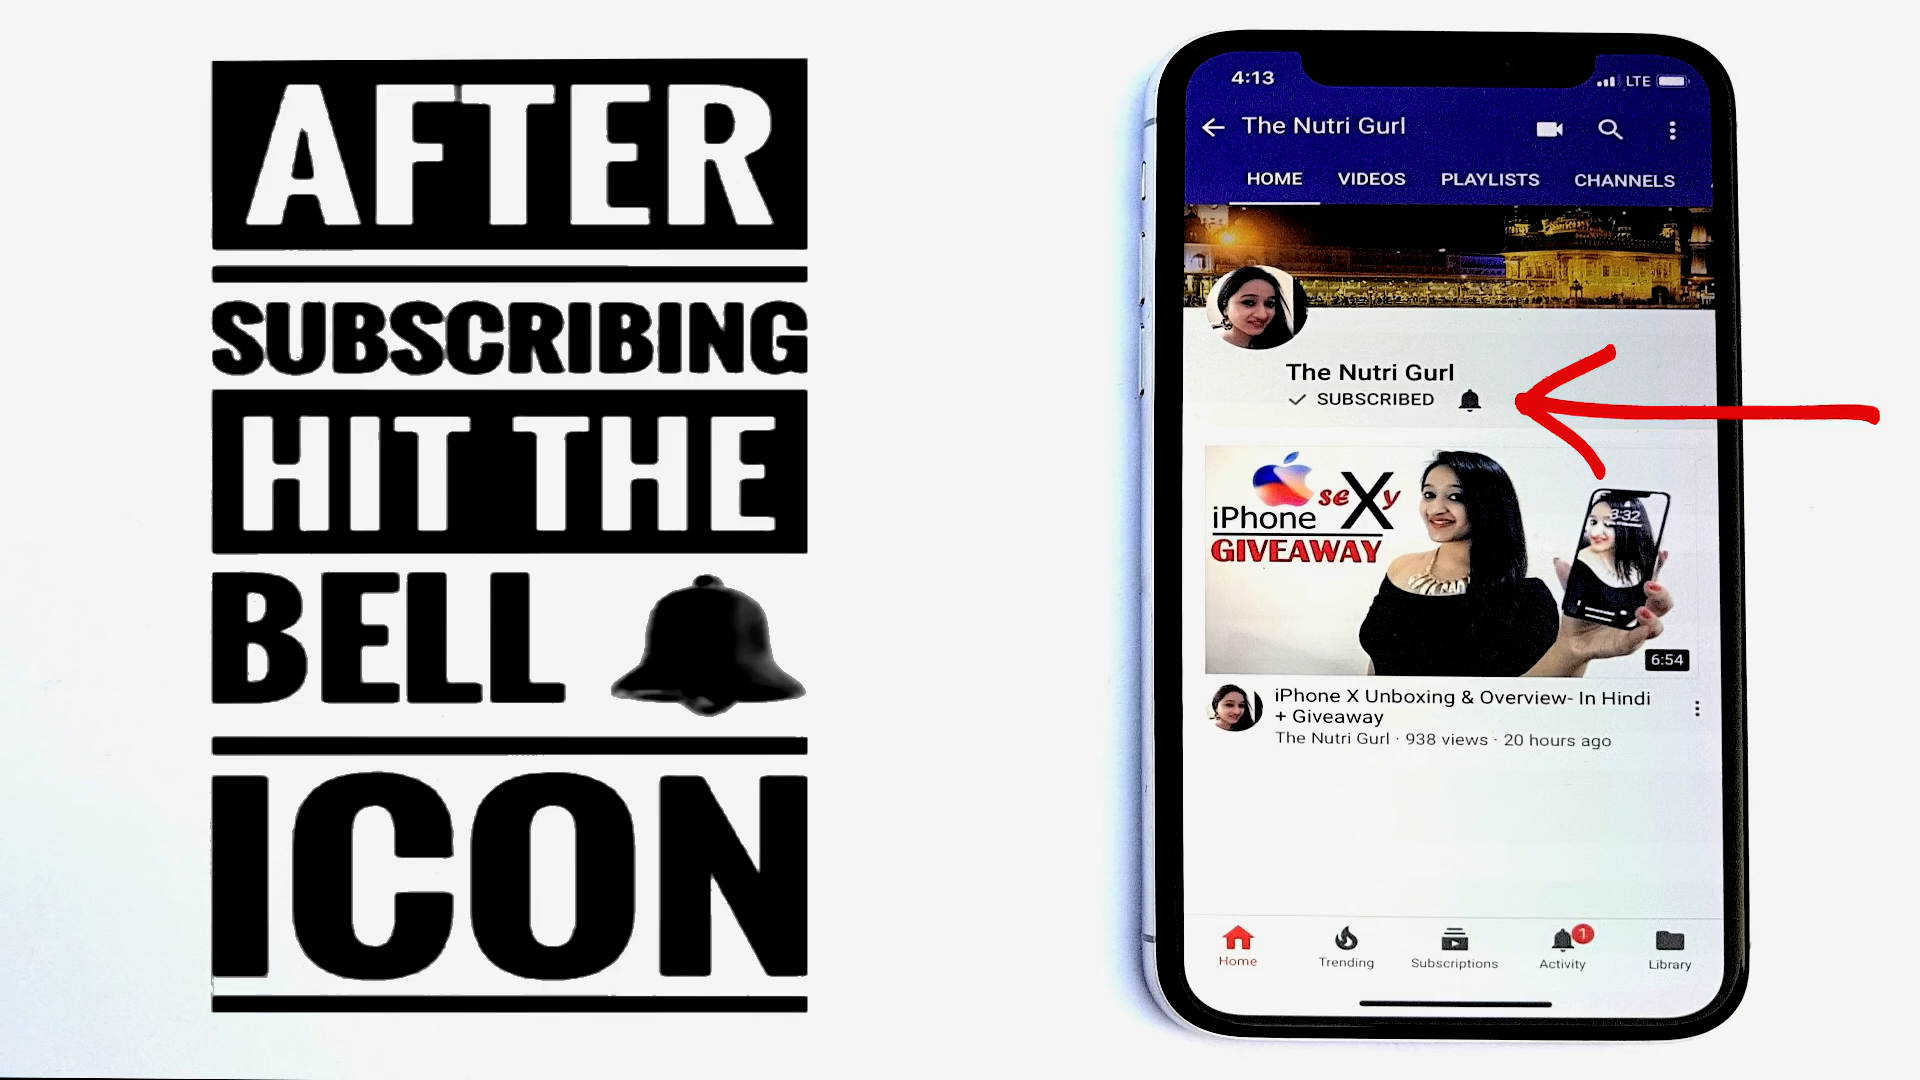 AFTER
SUBSCRIBING
HIT THE
BELL
ICON
4:13
LTE
The Nutri Gurl
HOME VIDEOS PLAYLISTS CHANNELS
The Nutri Gurl
SUBSCRIBED
seXy
iPhone
GIVEAWAY
3:32
6:54
iPhone X Unboxing & Overview- In Hindi
+ Giveaway
The Nutri Gurl · 938 views · 20 hours ago
1
Home Trending Subscriptions Activity Library